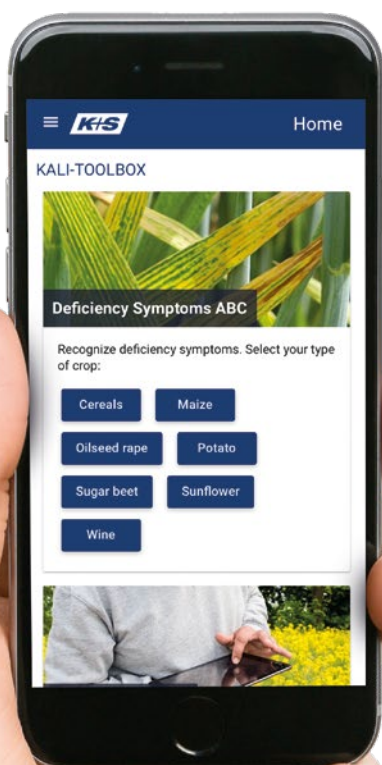 K+S
Home
KALI-TOOLBOX
Deficiency Symptoms ABC
Recognize deficiency symptoms. Select your type
of crop:
Cereals Maize
Oilseed rape Potato
Sugar beet Sunflower
Wine